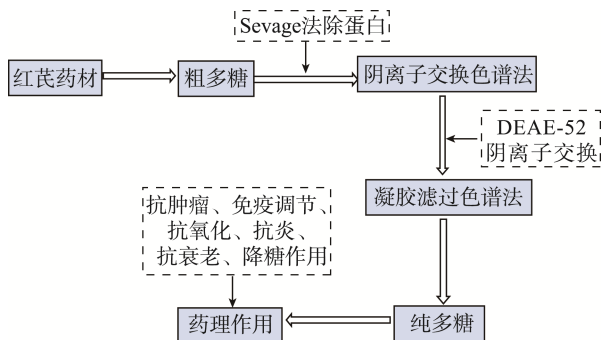 Sevage法除蛋白
红芪药材
粗多糖
阴离子交换色谱法
DEAE-52
阴离子交换
凝胶滤过色谱法
抗肿瘤、免疫调节、
抗氧化、抗炎、
抗衰老、降糖作用
药理作用
纯多糖